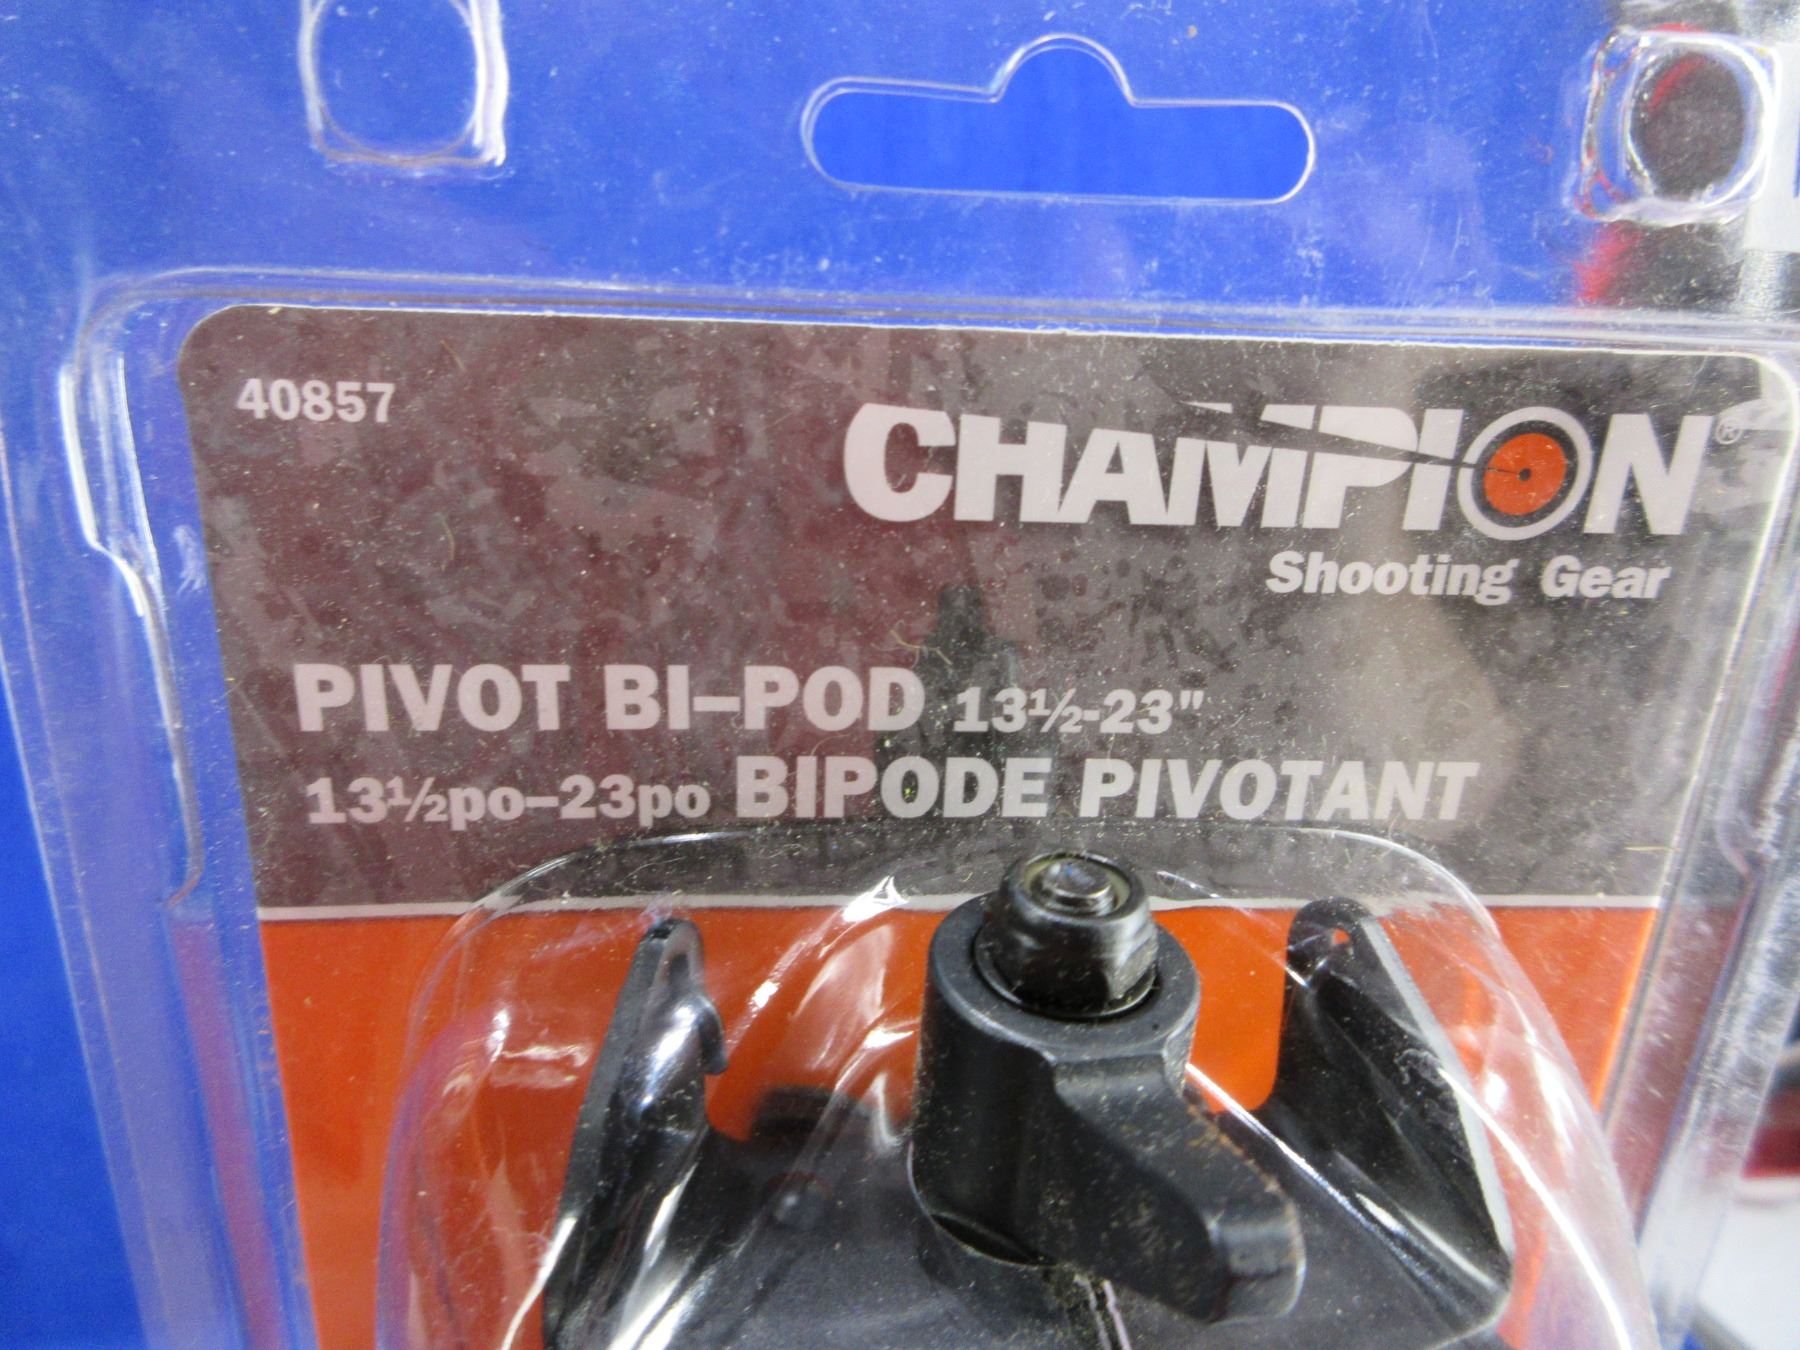 40857
CHAMPION®
Shooting Gear
PIVOT BI–POD 13½-23"
13½po–23po BIPODE PIVOTANT